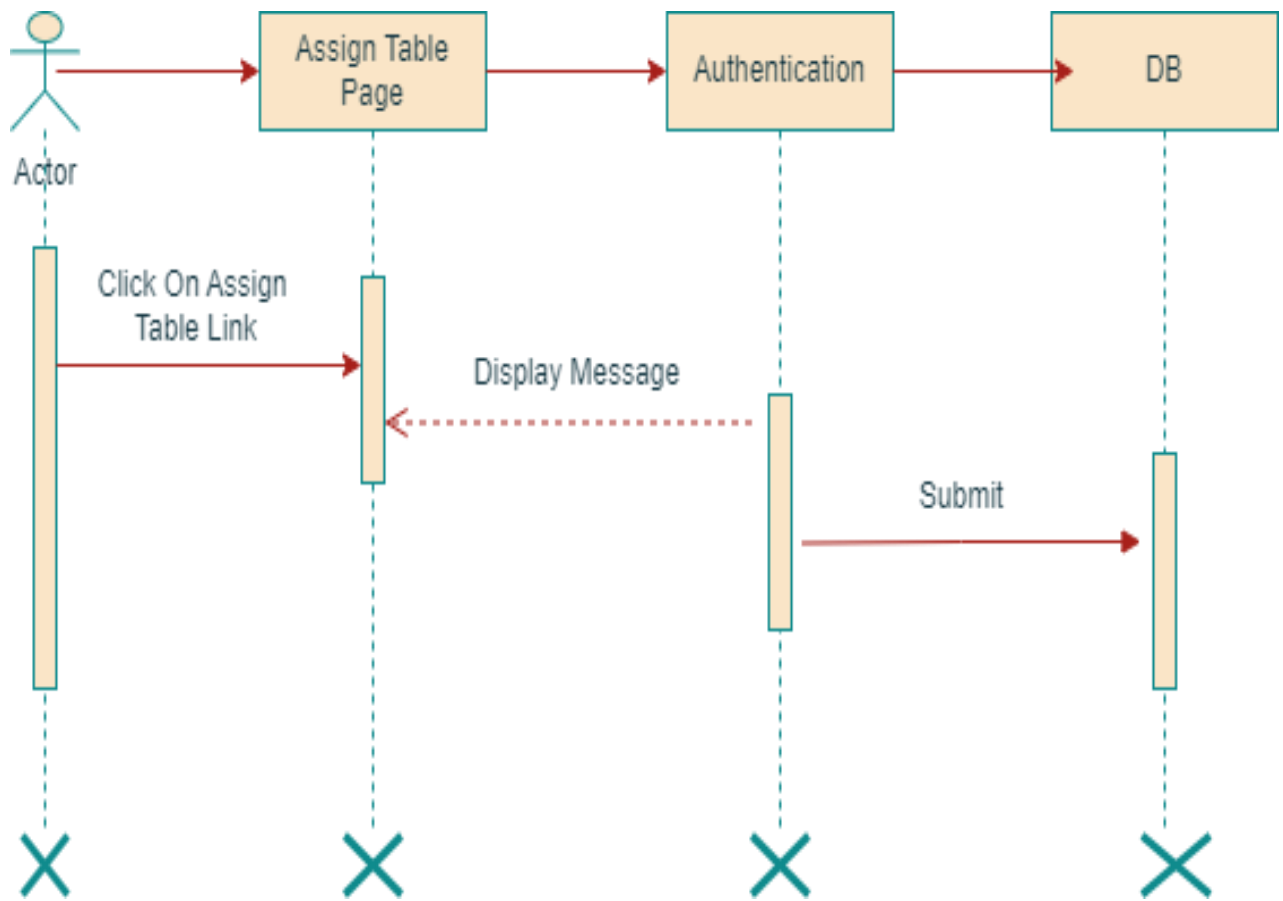 Assign Table
Page
Authentication
DB
Actor
Click On Assign
Table Link
Display Message
Submit